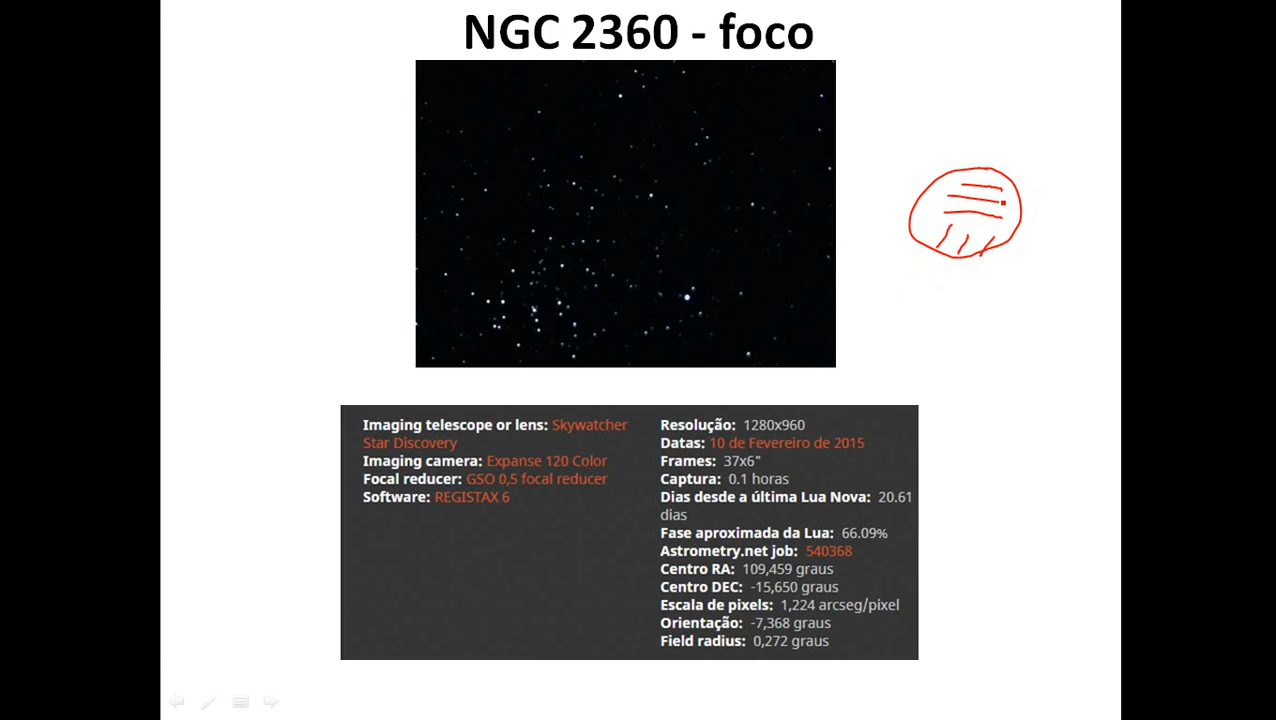 NGC 2360 - foco
Imaging telescope or lens: Skywatcher
Star Discovery
Imaging camera: Expanse 120 Color
Focal reducer: GSO 0,5 focal reducer
Software: REGISTAX 6
Resolução: 1280x960
Datas: 10 de Fevereiro de 2015
Frames: 37x6"
Captura: 0.1 horas
Dias desde a última Lua Nova: 20.61
dias
Fase aproximada da Lua: 66.09%
Astrometry.net job: 540368
Centro RA: 109,459 graus
Centro DEC: -15,650 graus
Escala de pixels: 1,224 arcseg/pixel
Orientação: -7,368 graus
Field radius: 0,272 graus